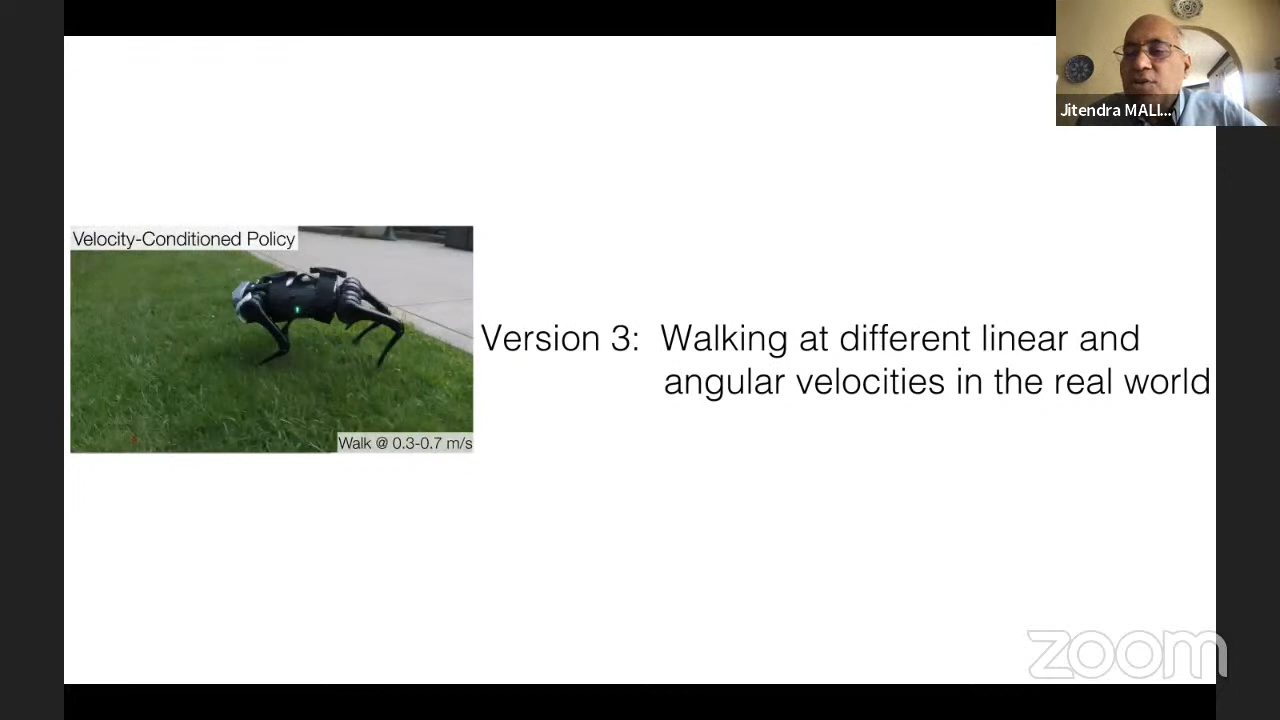 Jitendra MALI...
Velocity-Conditioned Policy
Version 3: Walking at different linear and
angular velocities in the real world
Walk @ 0.3-0.7 m/s
zoom